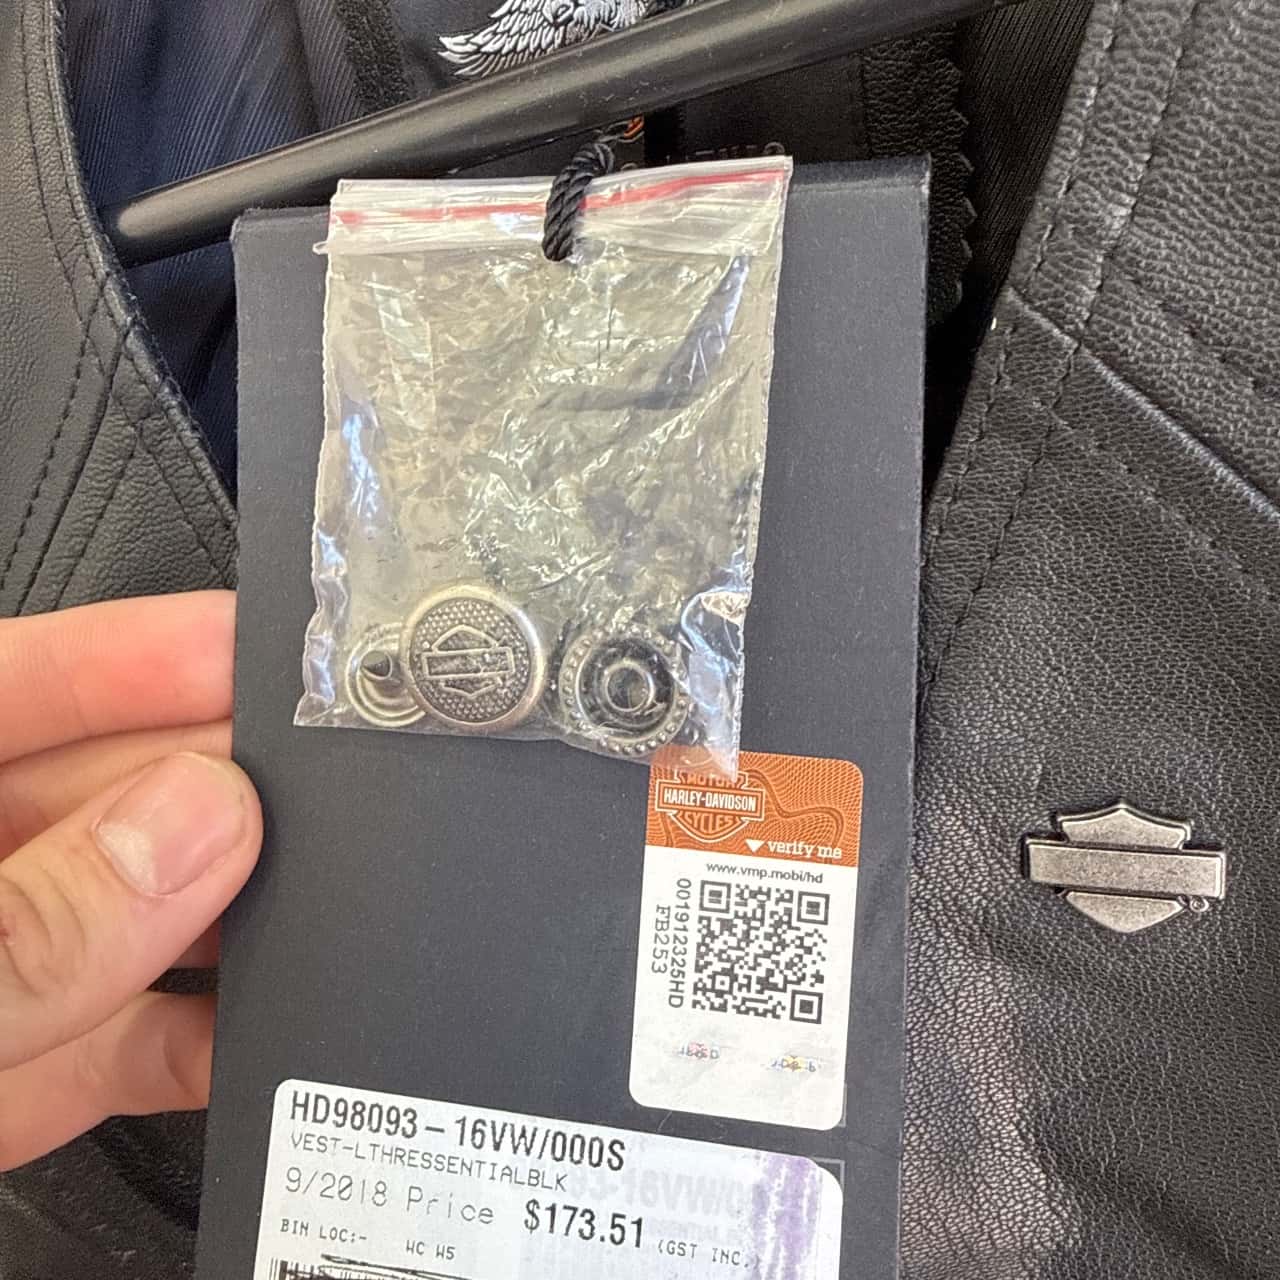 MOTOR
HARLEY-DAVIDSON
CYCLES
verify me
www.vmp.mobi/hd
001912325HD
FB253
HD98093-16VW/000S
VEST-LTHRESSENTIALBLK
9/2018 Price $173.51 (GST INC.)
BIN LOC:- WC W5